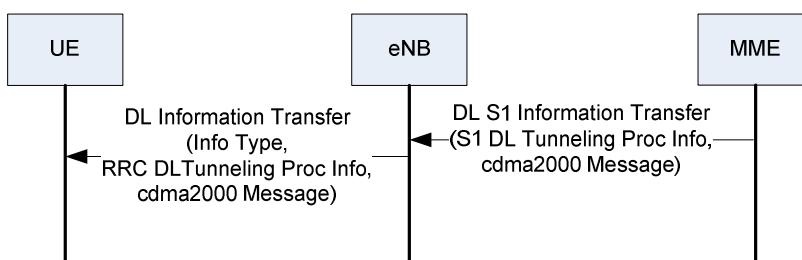 UE
eNB
MME
DL Information Transfer
(Info Type,
RRC DLTunneling Proc Info,
cdma2000 Message)
DL S1 Information Transfer
(S1 DL Tunneling Proc Info,
cdma2000 Message)